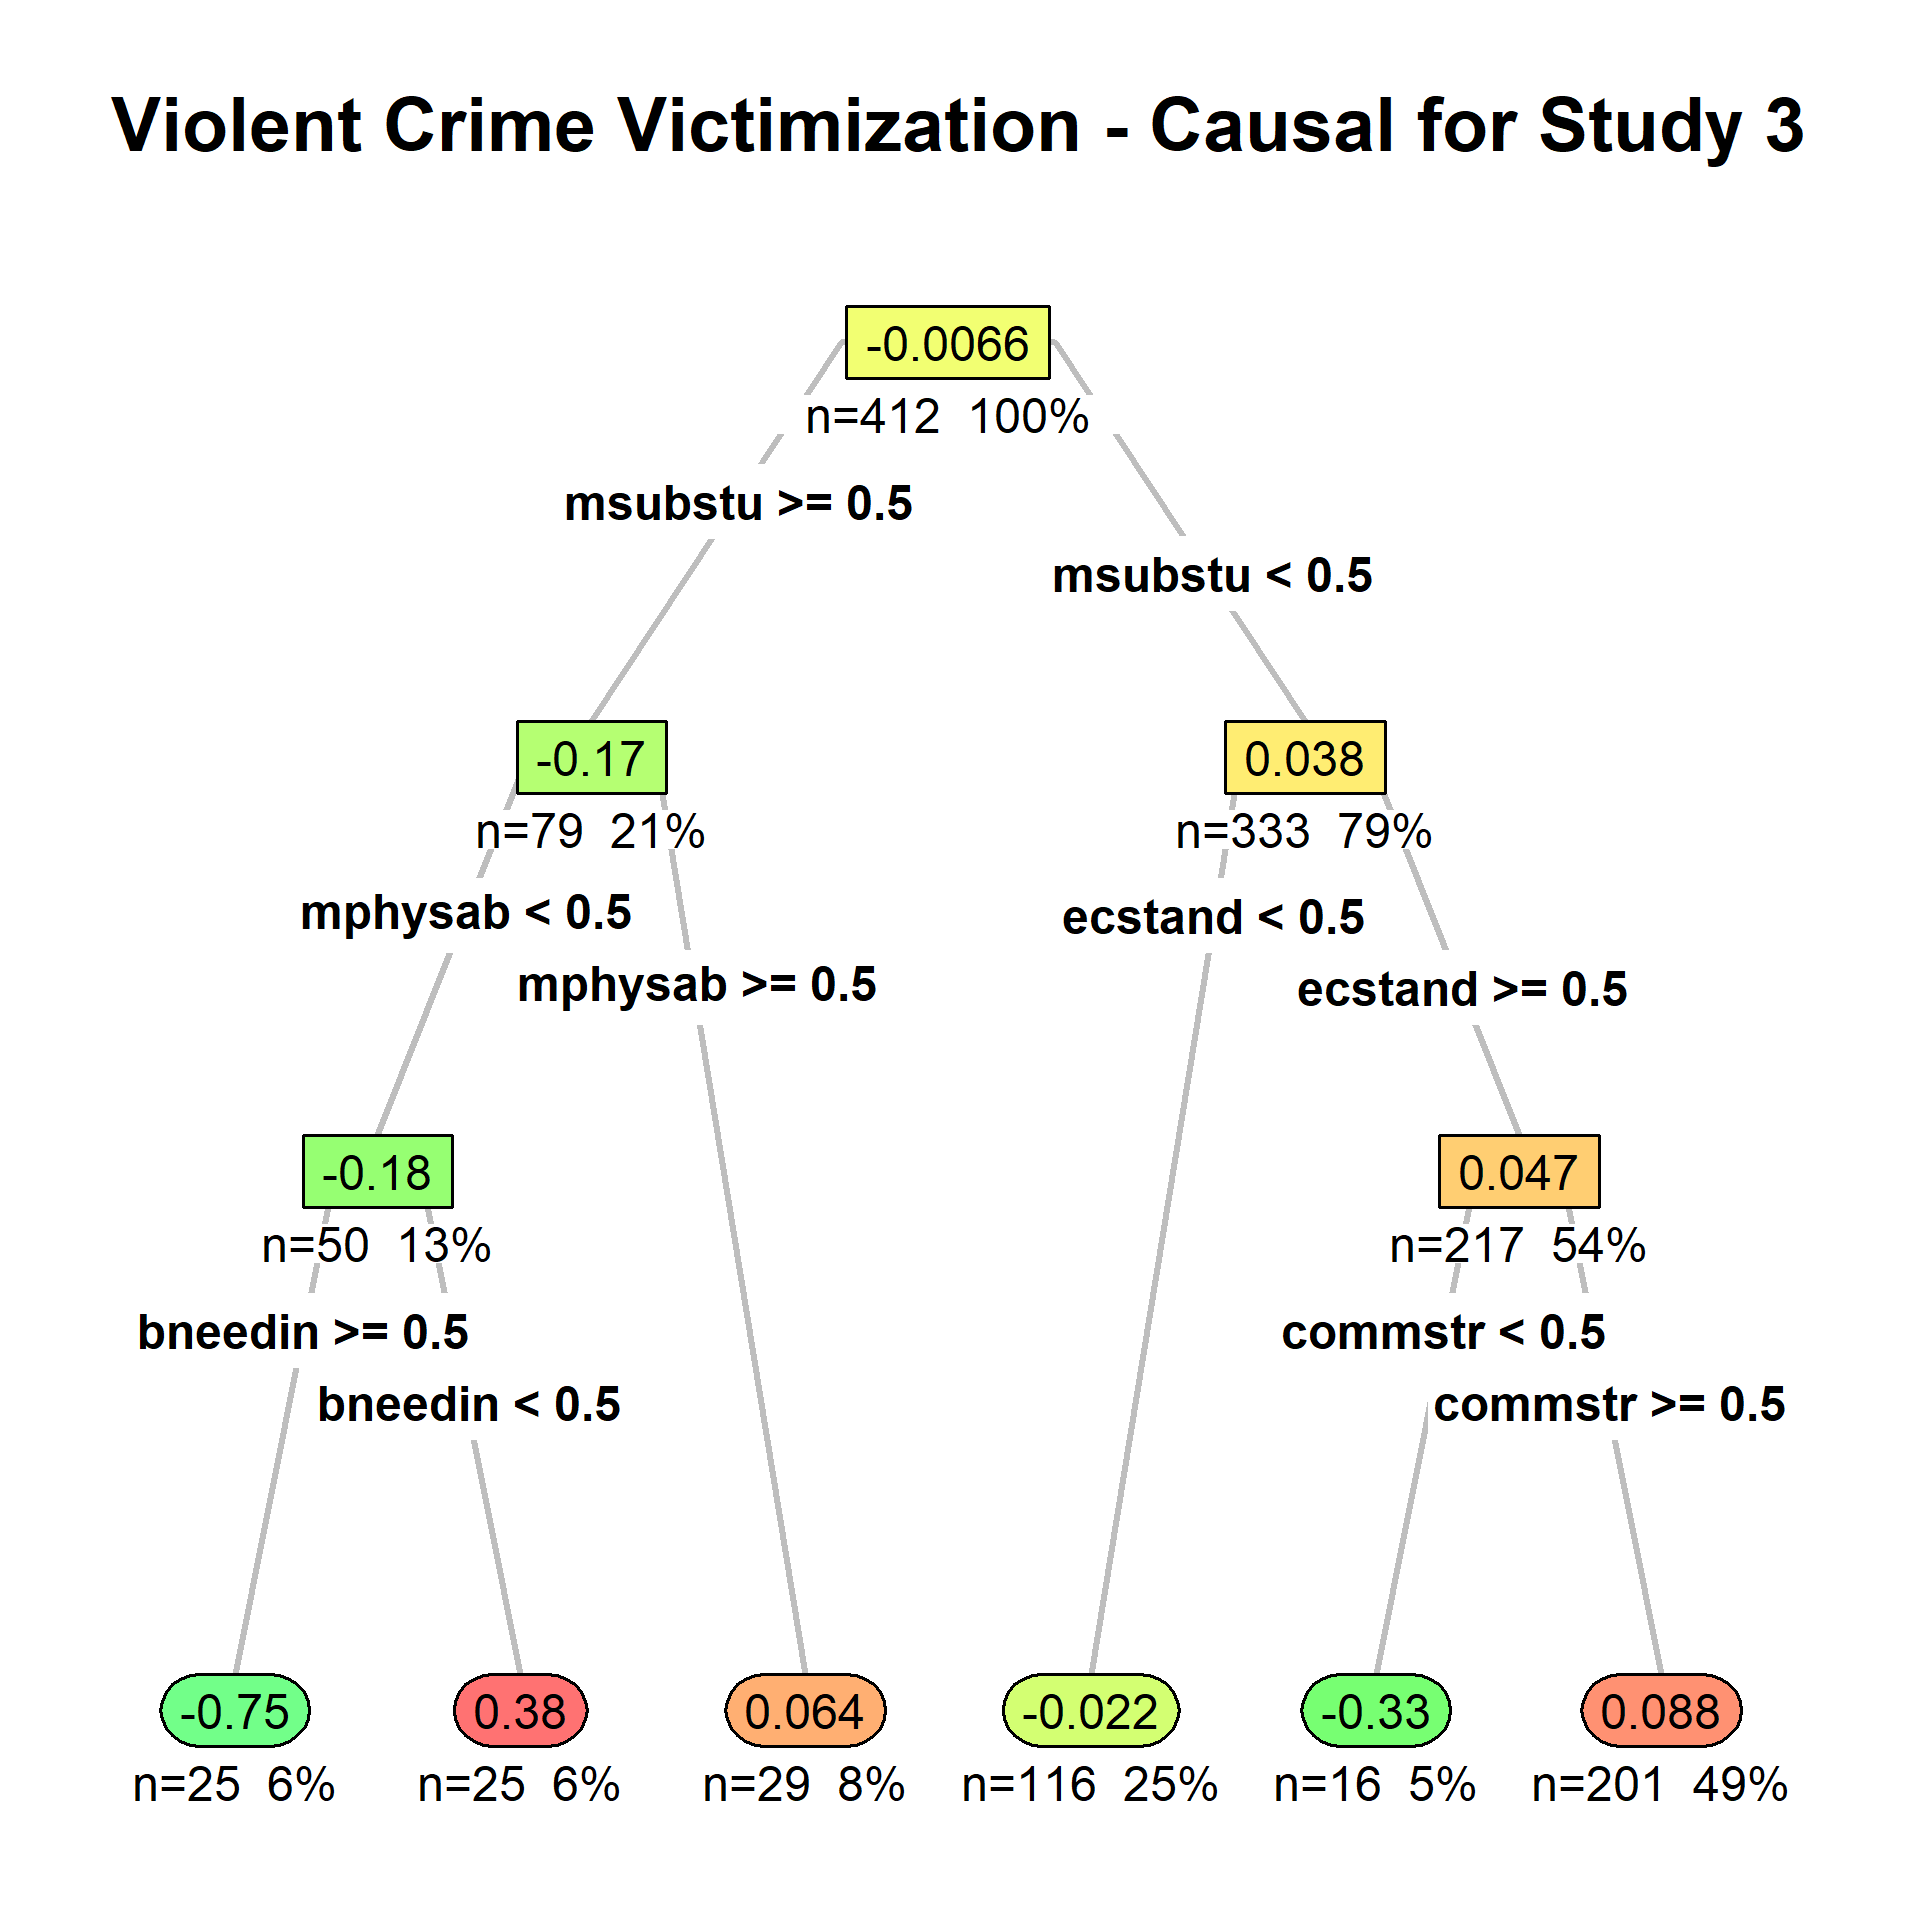 Violent Crime Victimization - Causal for Study 3
-0.0066
n=412 100%
msubstu >= 0.5
msubstu < 0.5
-0.17
n=79 21%
0.038
n=333 79%
mphysab < 0.5
mphysab >= 0.5
ecstand < 0.5
ecstand >= 0.5
-0.18
n=50 13%
0.047
n=217 54%
bneedin >= 0.5
bneedin < 0.5
commstr < 0.5
commstr >= 0.5
-0.75
n=25 6%
0.38
n=25 6%
0.064
n=29 8%
-0.022
n=116 25%
-0.33
n=16 5%
0.088
n=201 49%